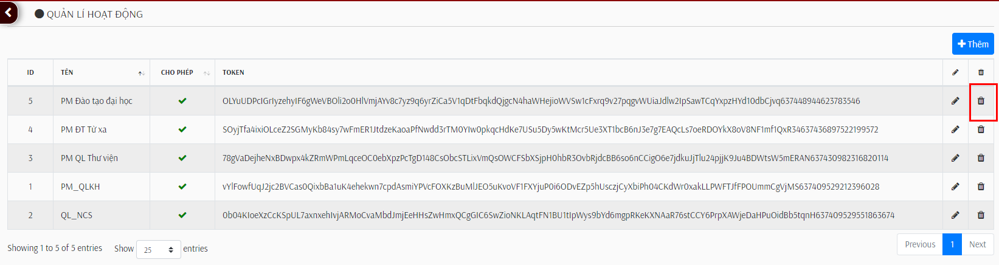 QUẢN LÍ HOẠT ĐỘNG
Thêm
ID TÊN CHO PHÉP TOKEN
5 PM Đào tạo đại học OLYuUDPcIGrIyzehyIF6gWeVBOli2o0HlVmjAYv8c7yz9q6yrZiCa5V1qDtFbqkdQjgcN4haWHejioWVSw1cFxrq9v27pqgvWUiaJdlw2IpSawTCqYxpzHYd10dbCjvq637448944623783546
4 PM ĐT Từ xa SOyjTfa4ixiOLceZ2SGMyKb84sy7wFmER1JtdzeKaoaPfNwdd3rTM0YIw0pkqcHdKe7USu5Dy5wKtMcr5Ue3XT1bcB6nJ3e7g7EAQcLs7oeRDOYkX8oV8NF1mf1QxR34637436897522199572
3 PM QL Thư viện 78gVaDejheNxBDwpx4kZRmWPmLqceOC0ebXpzPcTgD148CsObcSTLixVmQsOWCFSbXSjpH0hbR3OvbRjdcBB6so6nCCigO6e7jdkuJjTlu24pjjK9Ju4BDWtsW5mERAN637430982316820114
1 PM_QLKH vYlFowfUqJ2jc2BVCas0QixbBa1uK4ehekwn7cpdAsmiYPVcFOXKzBuMlJEO5uKvoVF1FXYjuP0i6ODvEZp5hUsczjCyXbiPh04CKdWr0xakLLPWFTJfFPOUmmCgVjMS637409529212396028
2 QL_NCS 0b04KIoeXzCcKSpUL7axnxehIvjARMoCvaMbdJmjEeHHsZwHmxQCgGIC6SwZioNKLAqtFN1BU1tIpWys9bYd6mgpRKeKXNAaR76stCCY6PrpXAWjeDaHPuOidBb5tqnH637409529551863674
Showing 1 to 5 of 5 entries Show 25 entries Previous 1 Next